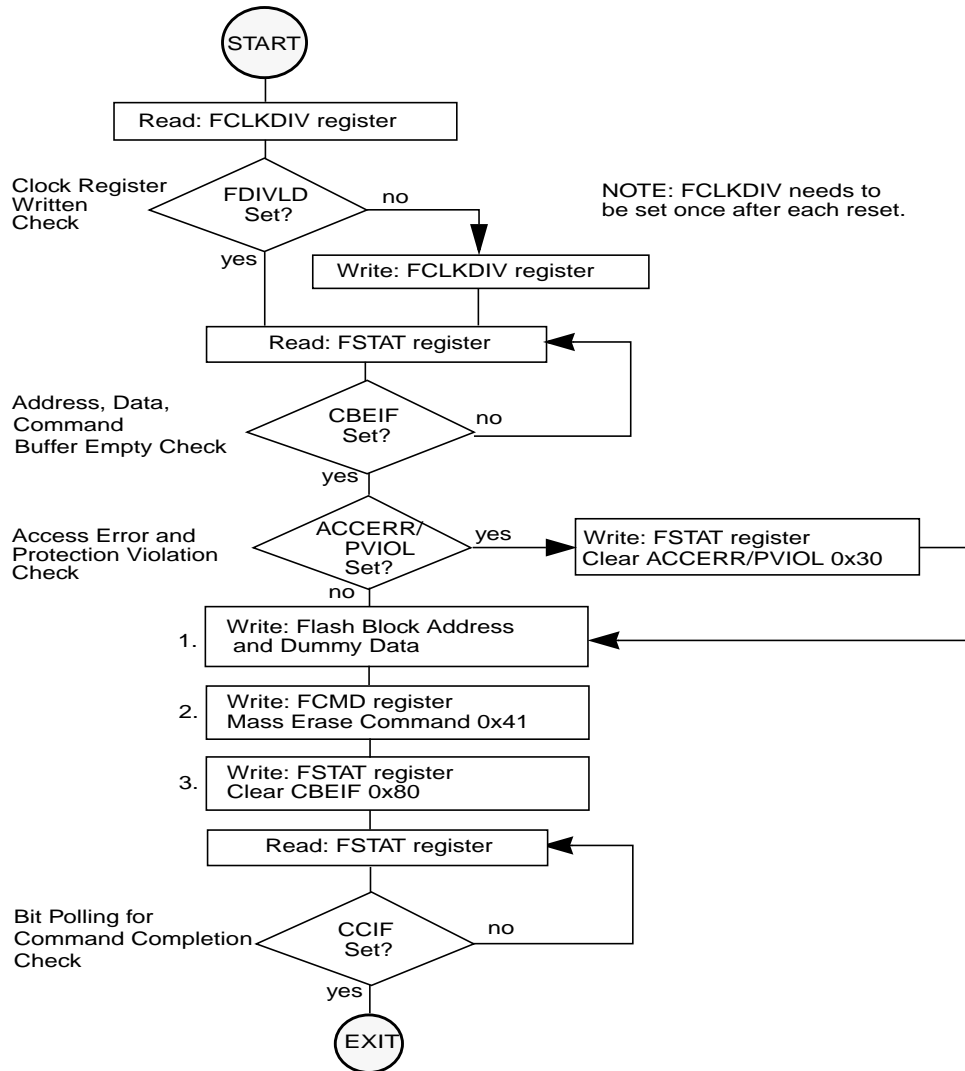 START
Read: FCLKDIV register
Clock Register
Written
Check
FDIVLD
Set?
no
yes
NOTE: FCLKDIV needs to
be set once after each reset.
Write: FCLKDIV register
Read: FSTAT register
Address, Data,
Command
Buffer Empty Check
CBEIF
Set?
no
yes
Access Error and
Protection Violation
Check
ACCERR/
PVIOL
Set?
yes
no
Write: FSTAT register
Clear ACCERR/PVIOL 0x30
1.
Write: Flash Block Address
and Dummy Data
2.
Write: FCMD register
Mass Erase Command 0x41
3.
Write: FSTAT register
Clear CBEIF 0x80
Read: FSTAT register
Bit Polling for
Command Completion
Check
CCIF
Set?
no
yes
EXIT